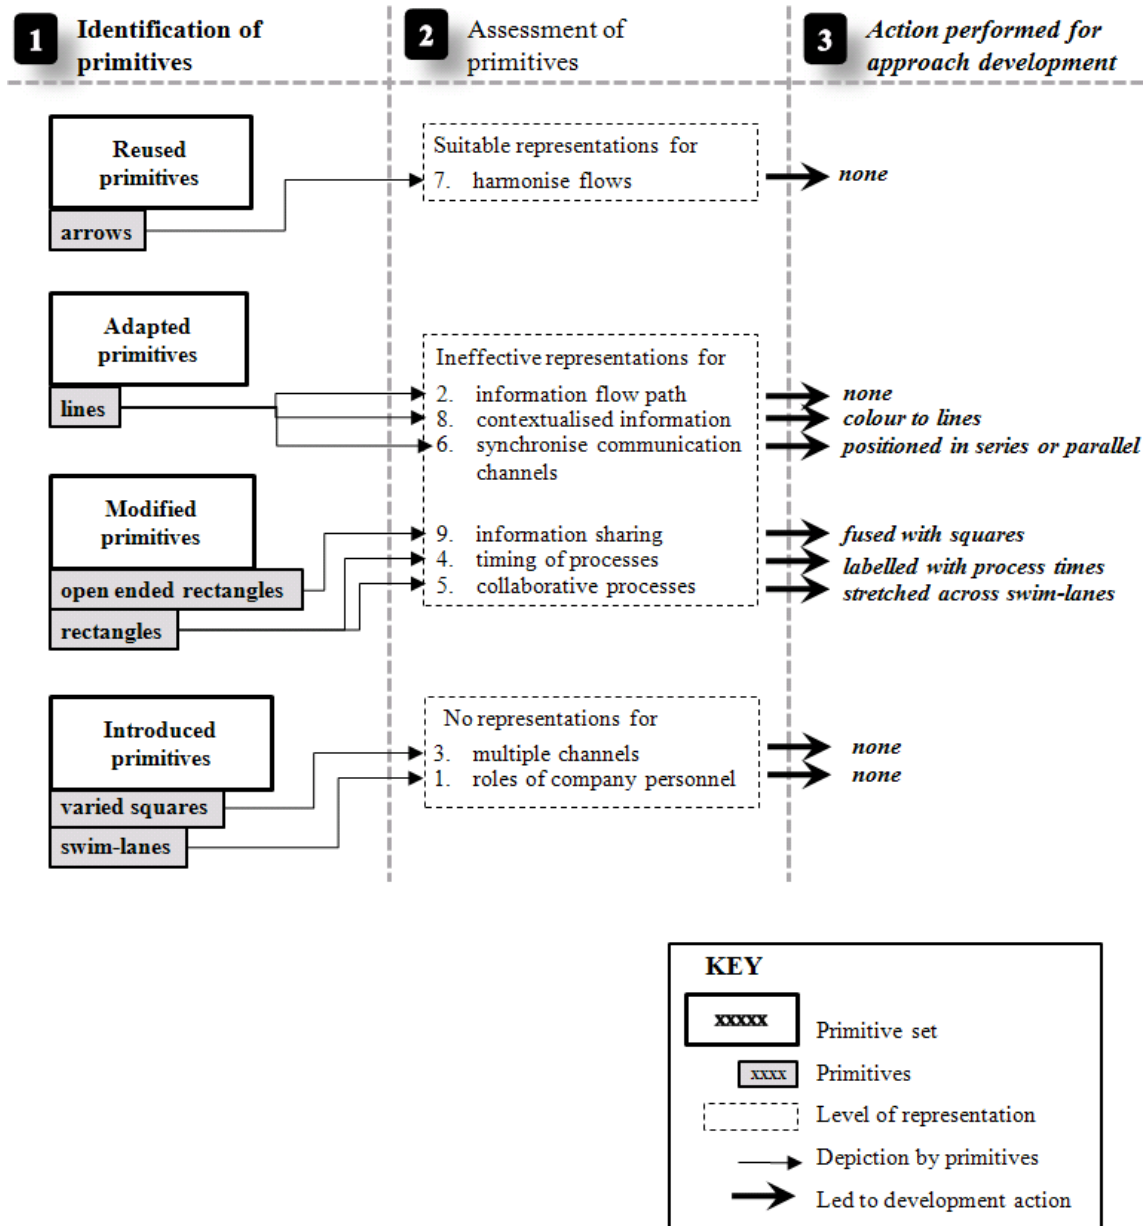 1 Identification of
primitives
2 Assessment of
primitives
3 Action performed for
approach development
Reused
primitives
arrows
Suitable representations for
7. harmonise flows
none
Adapted
primitives
lines
Ineffective representations for
2. information flow path
none
8. contextualised information
colour to lines
6. synchronise communication
channels
positioned in series or parallel
Modified
primitives
open ended rectangles
rectangles
9. information sharing
fused with squares
4. timing of processes
labelled with process times
5. collaborative processes
stretched across swim-lanes
Introduced
primitives
varied squares
swim-lanes
No representations for
3. multiple channels
none
1. roles of company personnel
none
KEY
xxxxx
Primitive set
xxxx
Primitives
Level of representation
Depiction by primitives
Led to development action